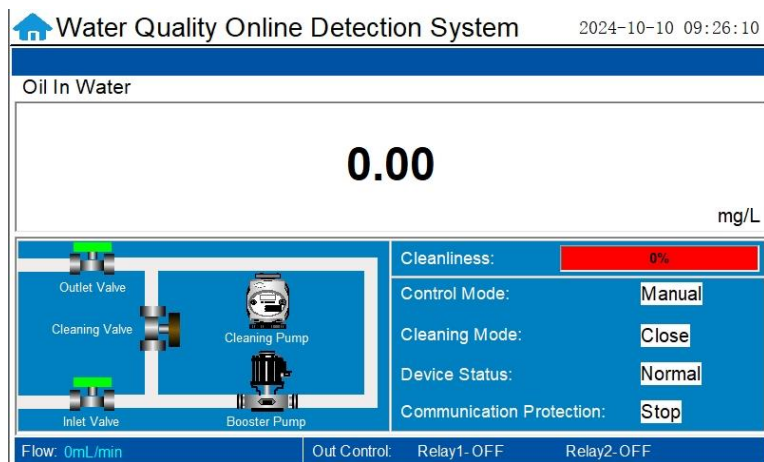 Water Quality Online Detection System 2024-10-10 09:26:10
Oil In Water
0.00
mg/L
Outlet Valve
Cleaning Valve
Cleaning Pump
Inlet Valve
Booster Pump
Cleanliness: 0%
Control Mode: Manual
Cleaning Mode: Close
Device Status: Normal
Communication Protection: Stop
Flow: 0mL/min Out Control: Relay1-OFF Relay2-OFF